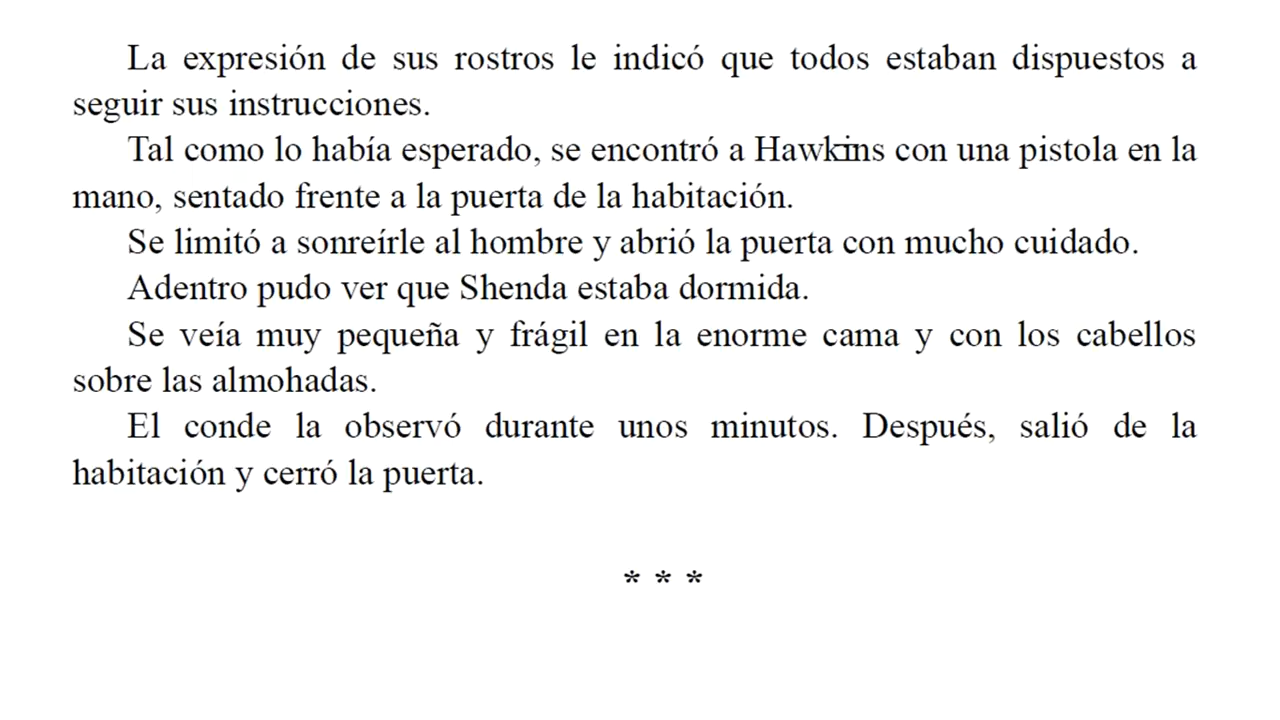 La expresión de sus rostros le indicó que todos estaban dispuestos a
seguir sus instrucciones.
Tal como lo había esperado, se encontró a Hawkins con una pistola en la
mano, sentado frente a la puerta de la habitación.
Se limitó a sonreírle al hombre y abrió la puerta con mucho cuidado.
Adentro pudo ver que Shenda estaba dormida.
Se veía muy pequeña y frágil en la enorme cama y con los cabellos
sobre las almohadas.
El conde la observó durante unos minutos. Después, salió de la
habitación y cerró la puerta.
* * *